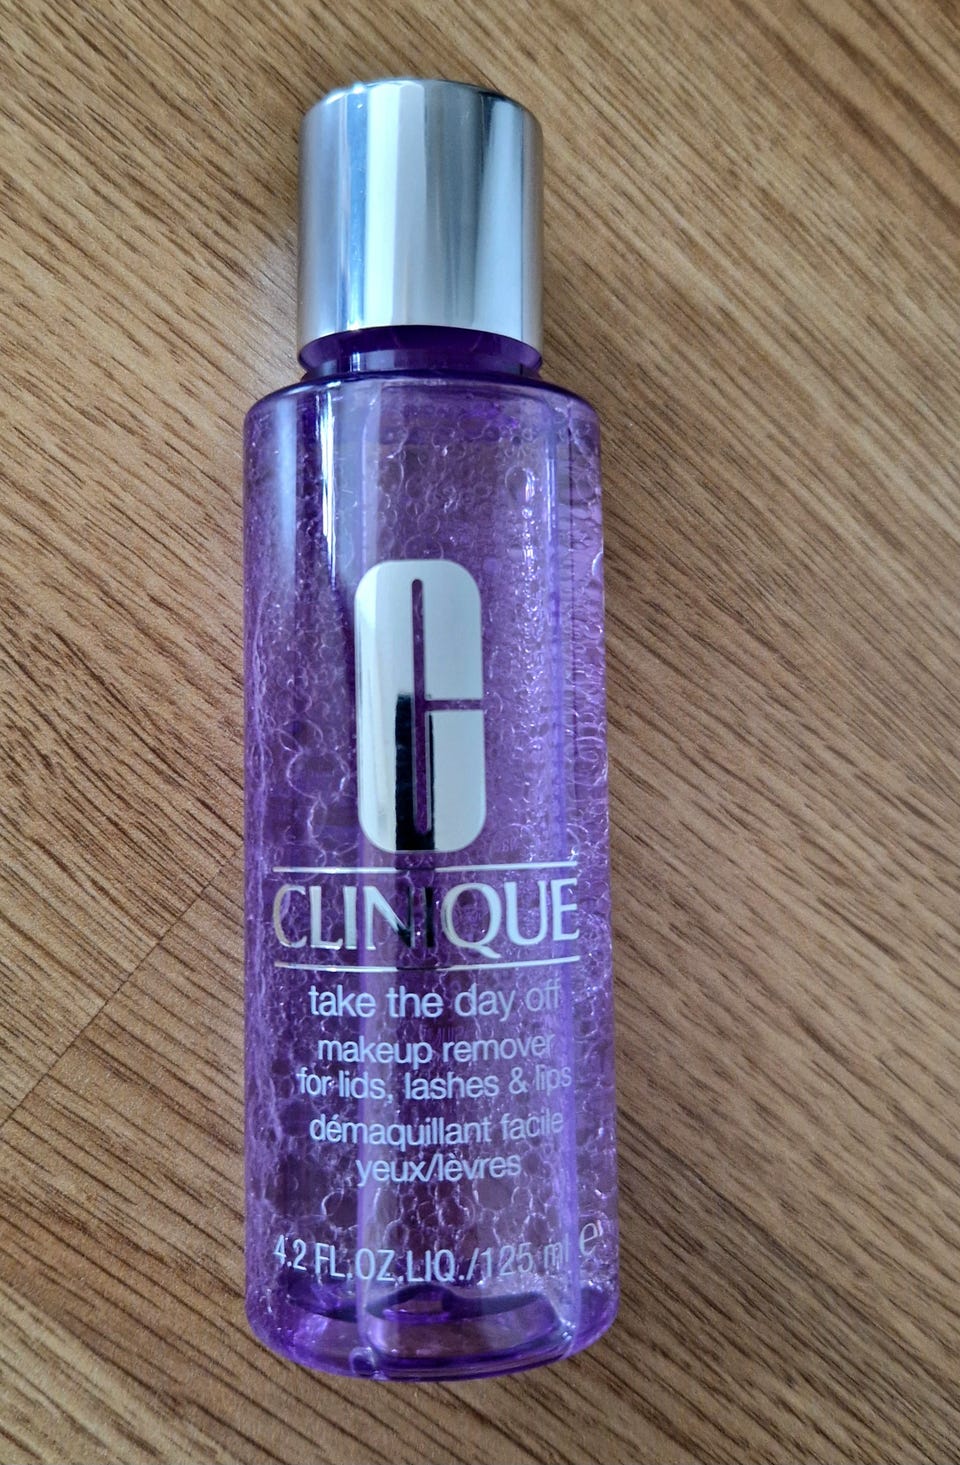 C
CLINIQUE
take the day off
makeup remover
for lids, lashes & lips
démaquillant facile
yeux/lèvres
4.2 FL.OZ.LIQ./125 ml ℮